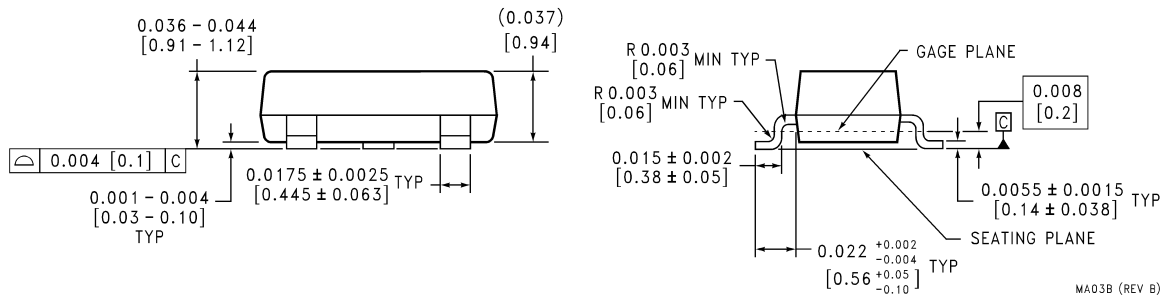 0.036 – 0.044
[0.91 – 1.12]
(0.037)
[0.94]
0.004 [0.1] C
0.001 – 0.004
[0.03 – 0.10]
TYP
0.0175 ± 0.0025
[0.445 ± 0.063]
TYP
R 0.003
[0.06]
MIN TYP
R 0.003
[0.06]
MIN TYP
GAGE PLANE
0.008
[0.2]
C
0.015 ± 0.002
[0.38 ± 0.05]
0.0055 ± 0.0015
[0.14 ± 0.038]
TYP
SEATING PLANE
0.022 +0.002 -0.004
[0.56 +0.05 -0.10]
TYP
MA03B (REV B)